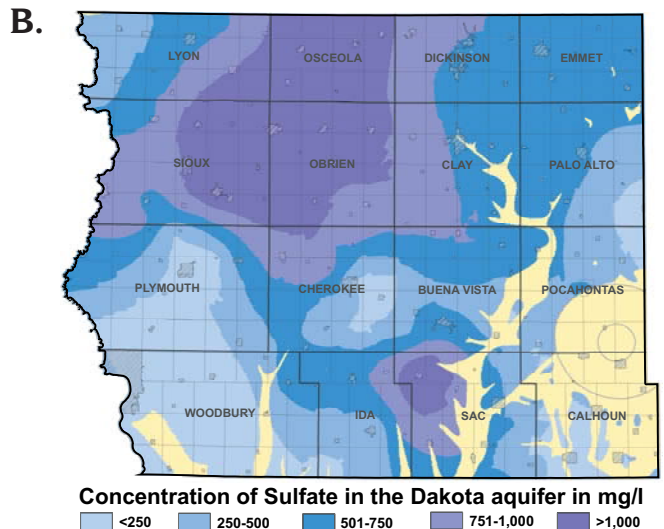 B.
LYON OSCEOLA DICKINSON EMMET
SIOUX OBRIEN CLAY PALO ALTO
PLYMOUTH CHEROKEE BUENA VISTA POCAHONTAS
WOODBURY IDA SAC CALHOUN
Concentration of Sulfate in the Dakota aquifer in mg/l
<250 250-500 501-750 751-1,000 >1,000